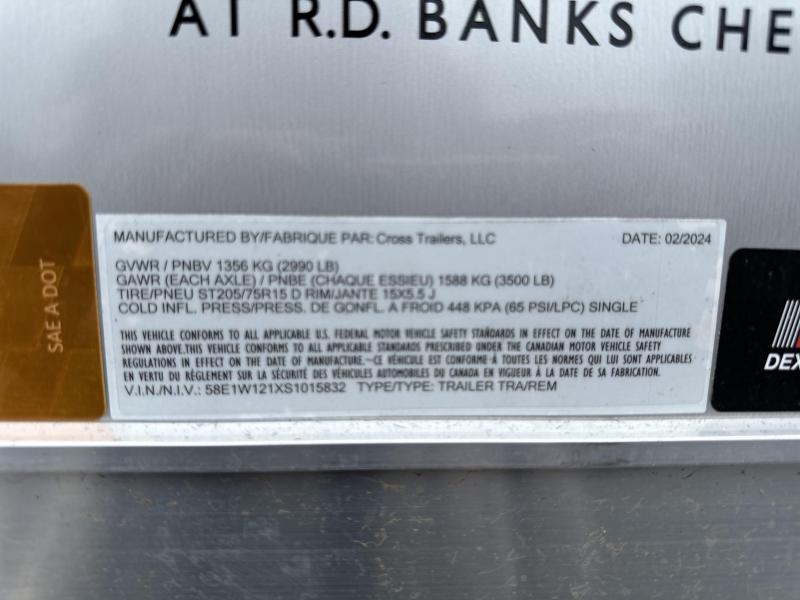 AT R.D. BANKS CHE
SAE A DOT
MANUFACTURED BY/FABRIQUE PAR: Cross Trailers, LLC DATE: 02/2024
GVWR / PNBV 1356 KG (2990 LB)
GAWR (EACH AXLE) / PNBE (CHAQUE ESSIEU) 1588 KG (3500 LB)
TIRE/PNEU ST205/75R15 D RIM/JANTE 15X5.5 J
COLD INFL. PRESS/PRESS. DE GONFL. A FROID 448 KPA (65 PSI/LPC) SINGLE
THIS VEHICLE CONFORMS TO ALL APPLICABLE U.S. FEDERAL MOTOR VEHICLE SAFETY STAÑDARDS IN EFFECT ON THE DATE OF MANUFACTURE
SHOWN ABOVE.THIS VEHICLE CONFORMS TO ALL APPLICABLE STANDARDS PRESCRIBED UNDER THE CANADIAN MOTOR VEHICLE SAFETY
REGULATIONS IN EFFECT ON THE DATE OF MANUFACTURE.–CE VÉHICULE EST CONFORME À TOUTES LES NORMES QUI LUI SONT APPLICABLES
EN VERTU DU RÈGLEMENT SUR LA SÉCURITÉ DES VÉHICULES AUTOMOBILES DU CANADA EN VIGUEUR À LA DATE DE SA FABRICATION.
V.I.N./N.I.V.: 58E1W121XS1015832 TYPE/TYPE: TRAILER TRA/REM
DEX